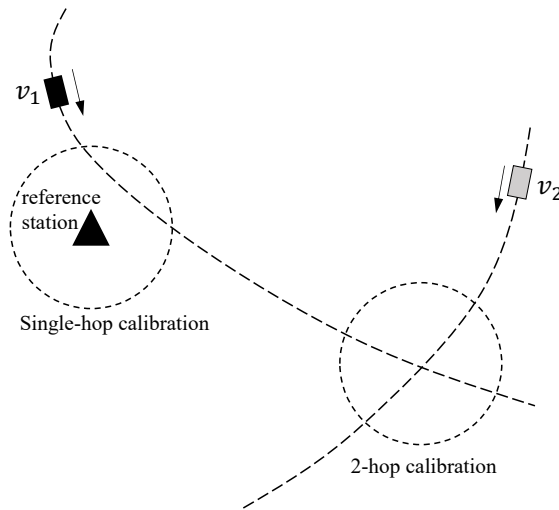 v₁
v₂
reference
station
Single-hop calibration
2-hop calibration